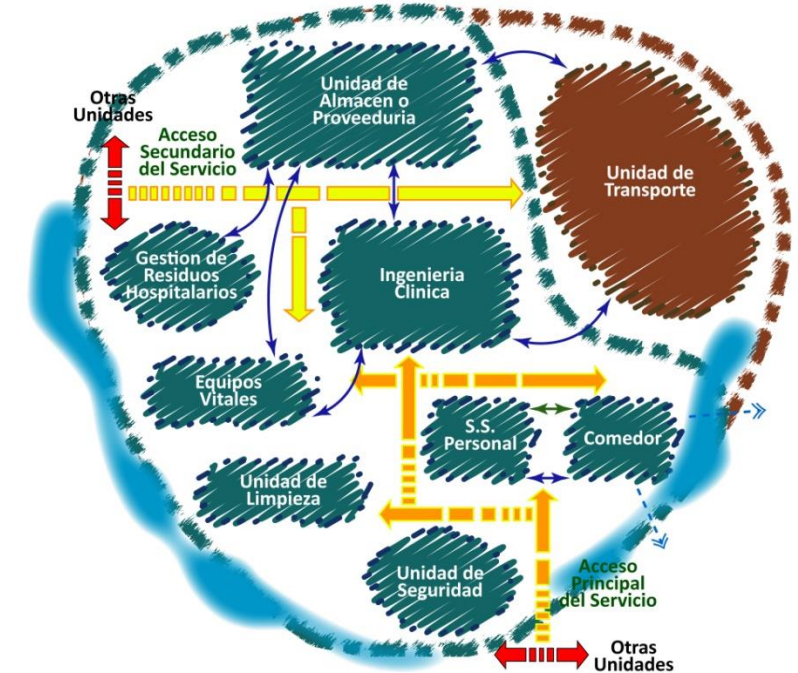 Unidad de
Almacen o
Proveeduria
Otras
Unidades
Acceso
Secundario
del Servicio
Unidad de
Transporte
Gestion de
Residuos
Hospitalarios
Ingenieria
Clinica
Equipos
Vitales
S.S.
Personal
Comedor
Unidad de
Limpieza
Unidad de
Seguridad
Acceso
Principal
del Servicio
Otras
Unidades